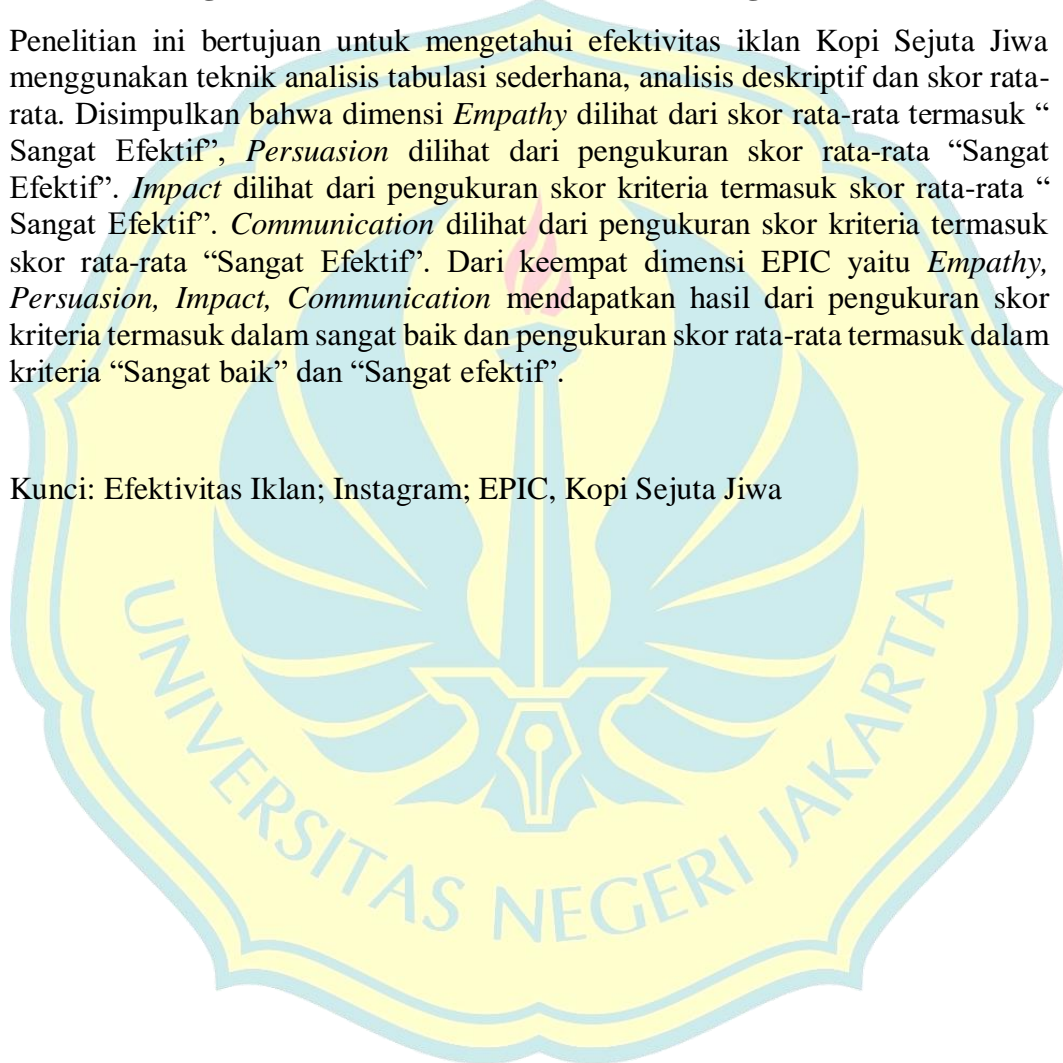 Penelitian ini bertujuan untuk mengetahui efektivitas iklan Kopi Sejuta Jiwa
menggunakan teknik analisis tabulasi sederhana, analisis deskriptif dan skor rata-
rata. Disimpulkan bahwa dimensi Empathy dilihat dari skor rata-rata termasuk “
Sangat Efektif”, Persuasion dilihat dari pengukuran skor rata-rata “Sangat
Efektif”. Impact dilihat dari pengukuran skor kriteria termasuk skor rata-rata “
Sangat Efektif”. Communication dilihat dari pengukuran skor kriteria termasuk
skor rata-rata “Sangat Efektif”. Dari keempat dimensi EPIC yaitu Empathy,
Persuasion, Impact, Communication mendapatkan hasil dari pengukuran skor
kriteria termasuk dalam sangat baik dan pengukuran skor rata-rata termasuk dalam
kriteria “Sangat baik” dan “Sangat efektif”.
Kunci: Efektivitas Iklan; Instagram; EPIC, Kopi Sejuta Jiwa
UNIVERSITAS NEGERI JAKARTA